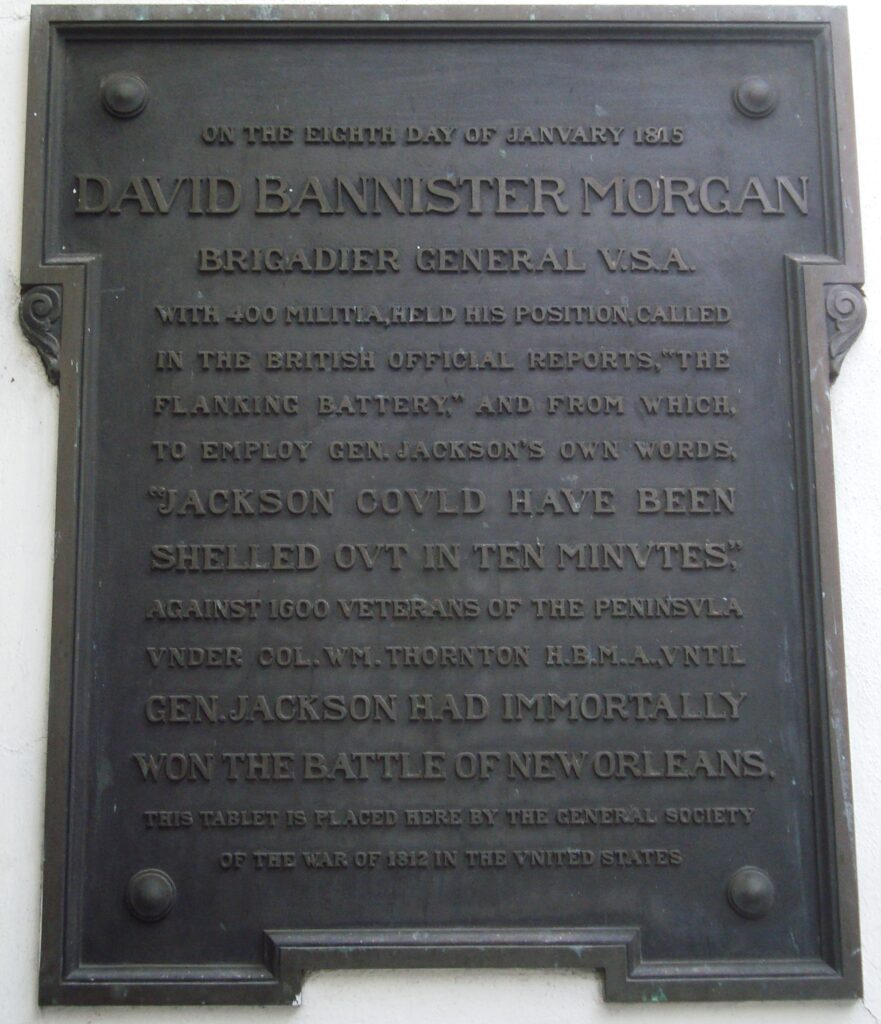 ON THE EIGHTH DAY OF JANVARY 1815
DAVID BANNISTER MORGAN
BRIGADIER GENERAL V.S.A.
WITH 400 MILITIA, HELD HIS POSITION, CALLED
IN THE BRITISH OFFICIAL REPORTS, "THE
FLANKING BATTERY," AND FROM WHICH,
TO EMPLOY GEN. JACKSON'S OWN WORDS,
"JACKSON COVLD HAVE BEEN
SHELLED OVT IN TEN MINVTES",
AGAINST 1600 VETERANS OF THE PENINSVLA
VNDER COL. WM. THORNTON H.B.M.A. VNTIL
GEN. JACKSON HAD IMMORTALLY
WON THE BATTLE OF NEW ORLEANS.
THIS TABLET IS PLACED HERE BY THE GENERAL SOCIETY
OF THE WAR OF 1812 IN THE VNITED STATES